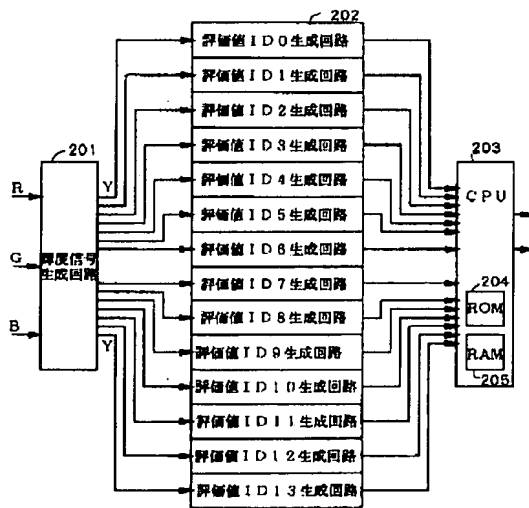 202
評価値ID0生成回路
評価値ID1生成回路
評価値ID2生成回路
評価値ID3生成回路
評価値ID4生成回路
評価値ID5生成回路
評価値ID6生成回路
評価値ID7生成回路
評価値ID8生成回路
評価値ID9生成回路
評価値ID10生成回路
評価値ID11生成回路
評価値ID12生成回路
評価値ID13生成回路
201
R
G
B
Y
Y
輝度信号
生成回路
203
CPU
204
ROM
RAM
205